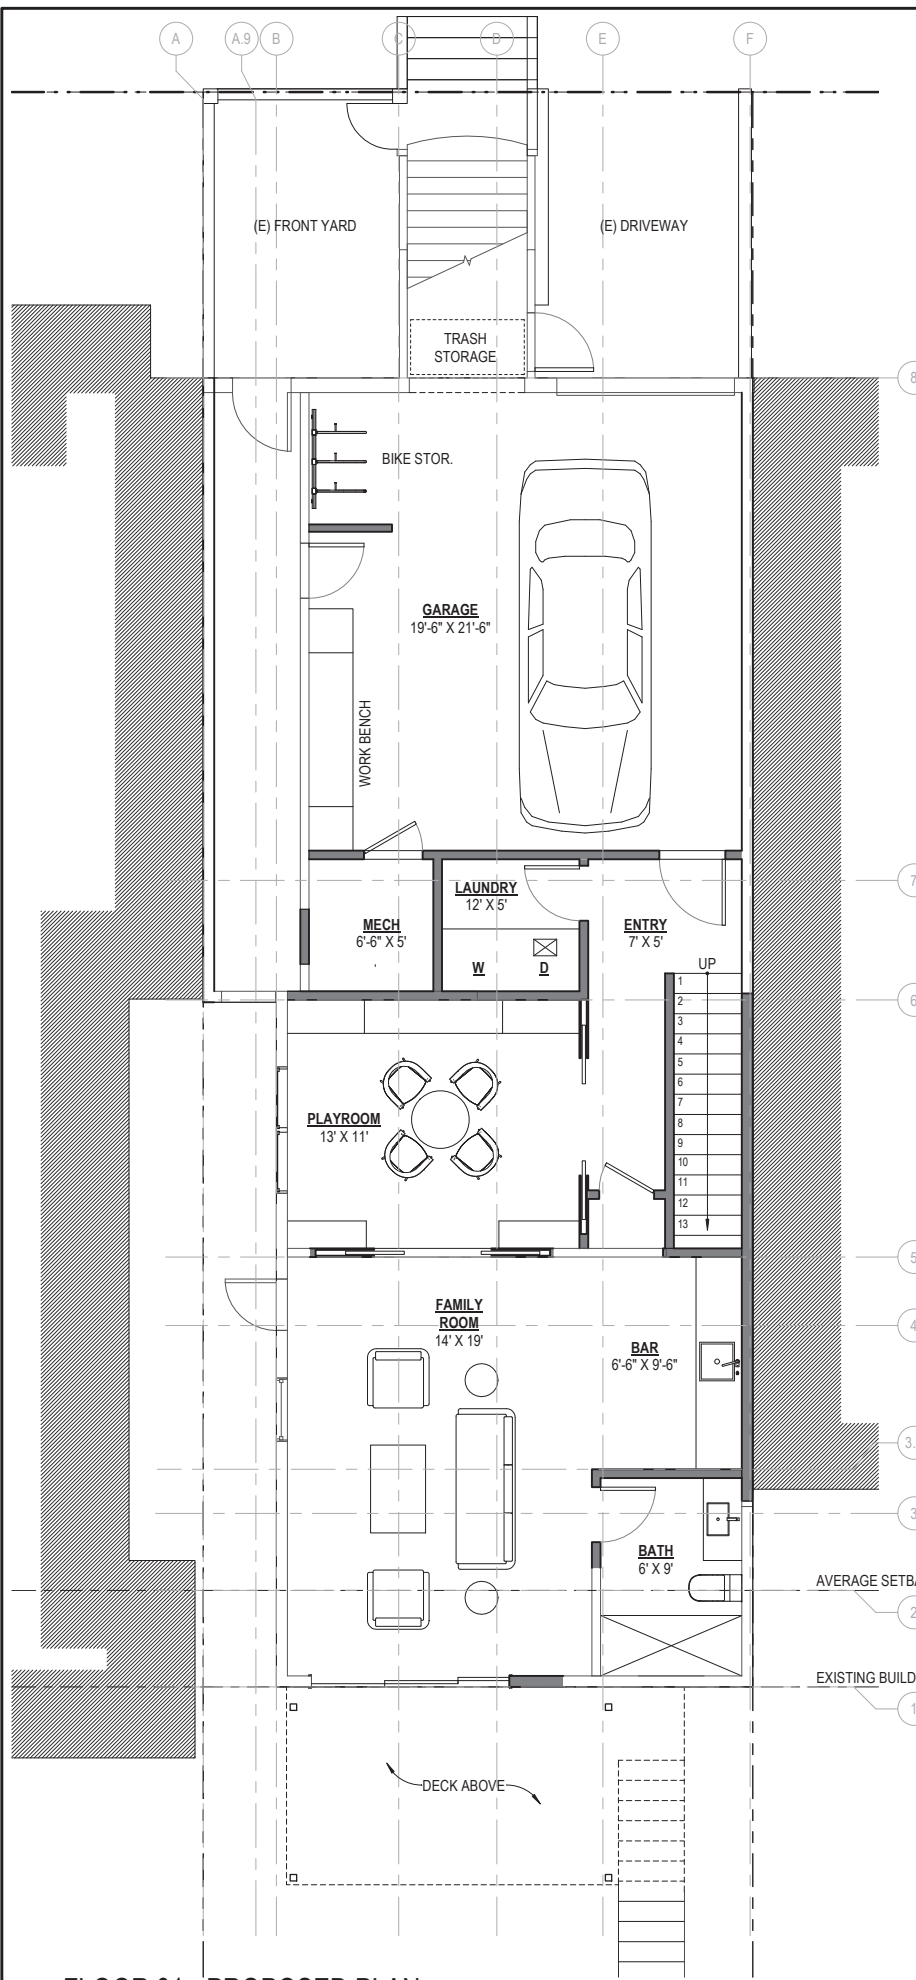 A
A.9
B
C
D
E
F
(E) FRONT YARD
(E) DRIVEWAY
TRASH
STORAGE
8
BIKE STOR.
GARAGE
19'-6" X 21'-6"
WORK BENCH
LAUNDRY
12' X 5'
7
MECH
6'-6" X 5'
ENTRY
7' X 5'
W
D
UP
1
2
3
4
5
6
7
8
9
10
11
12
13
6
PLAYROOM
13' X 11'
5
FAMILY
ROOM
14' X 19'
4
BAR
6'-6" X 9'-6"
3.
3
BATH
6' X 9'
AVERAGE SETBA
2
EXISTING BUILD
1
DECK ABOVE